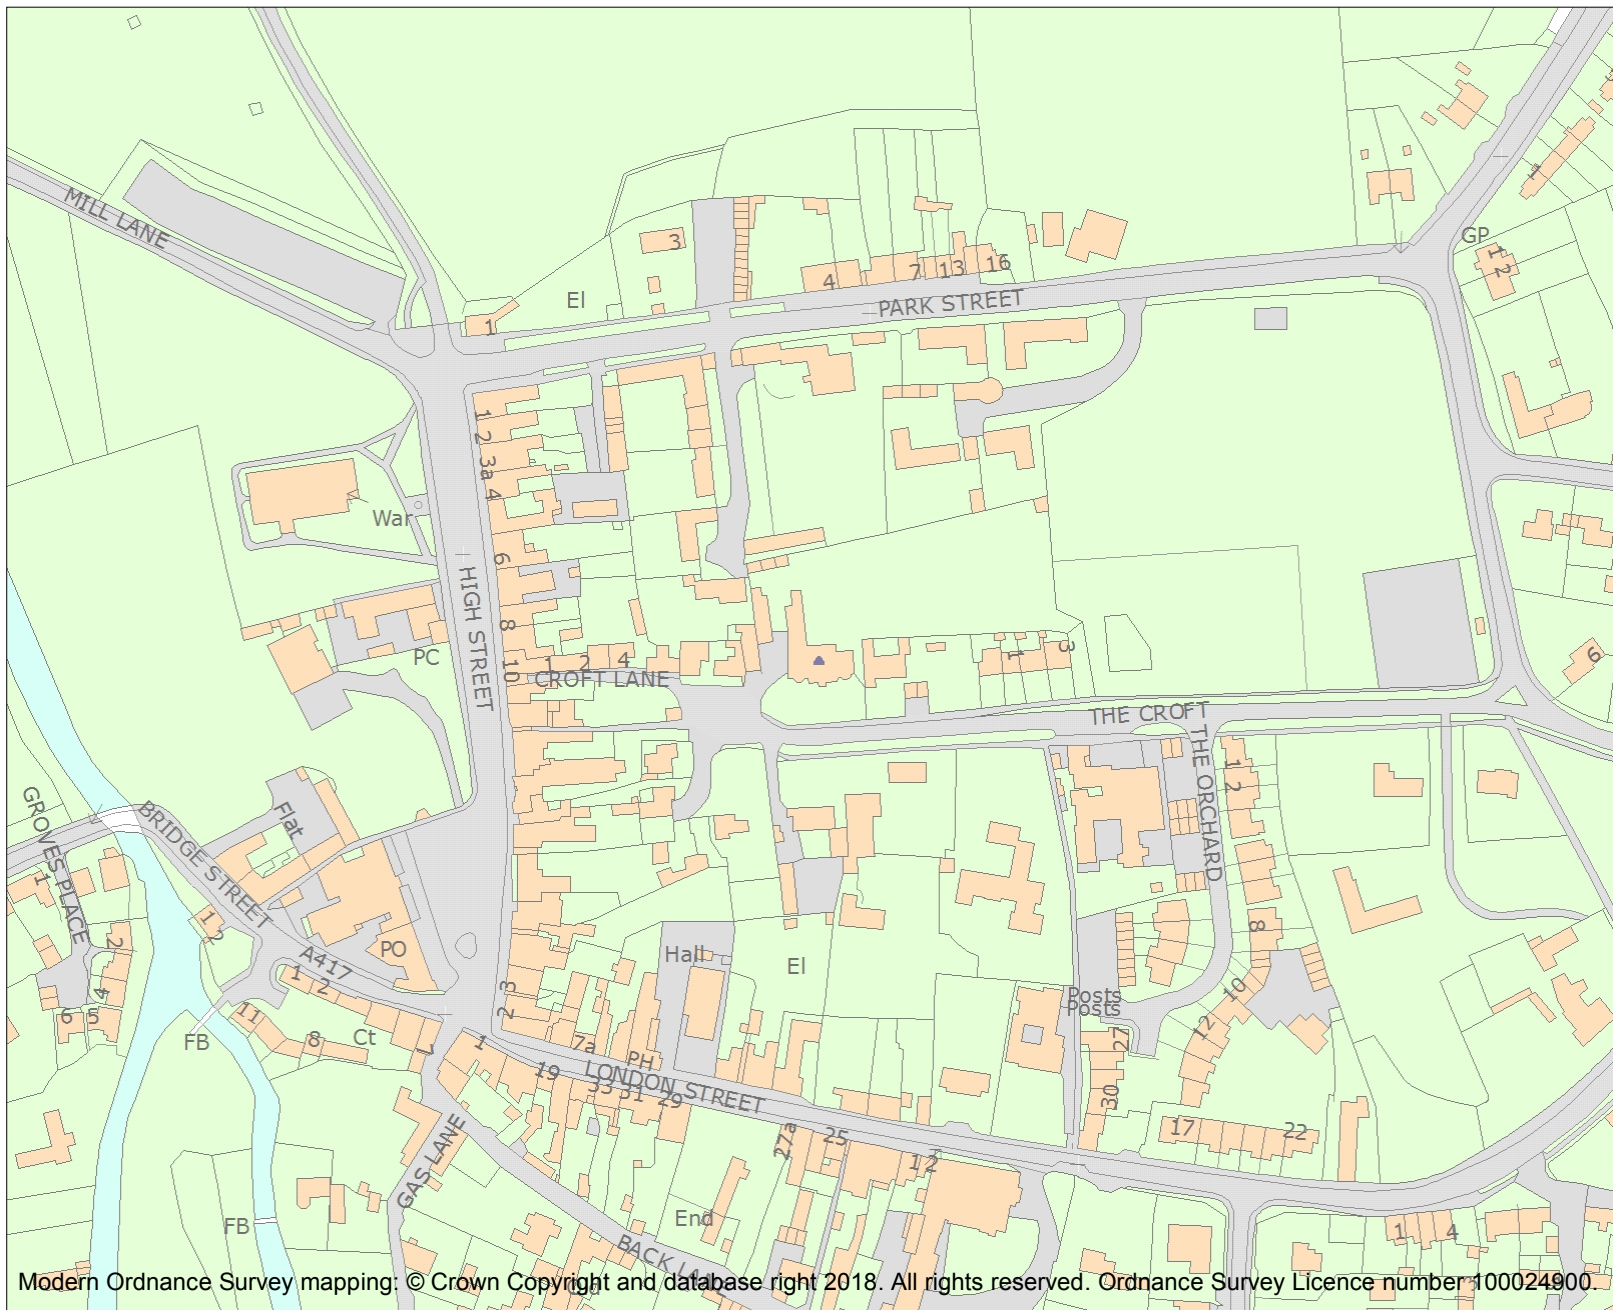 MILL LANE
3
El
1
4
7
13
16
PARK STREET
GP
1
2
1
1
2
3a
4
War
6
HIGH STREET
8
10
PC
1
2
4
CROFT LANE
1
3
6
THE CROFT
THE ORCHARD
1
2
GROVES PLACE
BRIDGE STREET
Flat
1
2
1
2
A417
PO
8
10
12
Hall
El
Posts
Posts
4
6
5
1
2
3
2
11
8
Ct
7
FB
1
19
7a
PH
33
31
29
LONDON STREET
27
30
17
22
27a
25
1
2
GAS LANE
End
FB
BACK LANE
1
4
Modern Ordnance Survey mapping: © Crown Copyright and database right 2018. All rights reserved. Ordnance Survey Licence number 100024900.